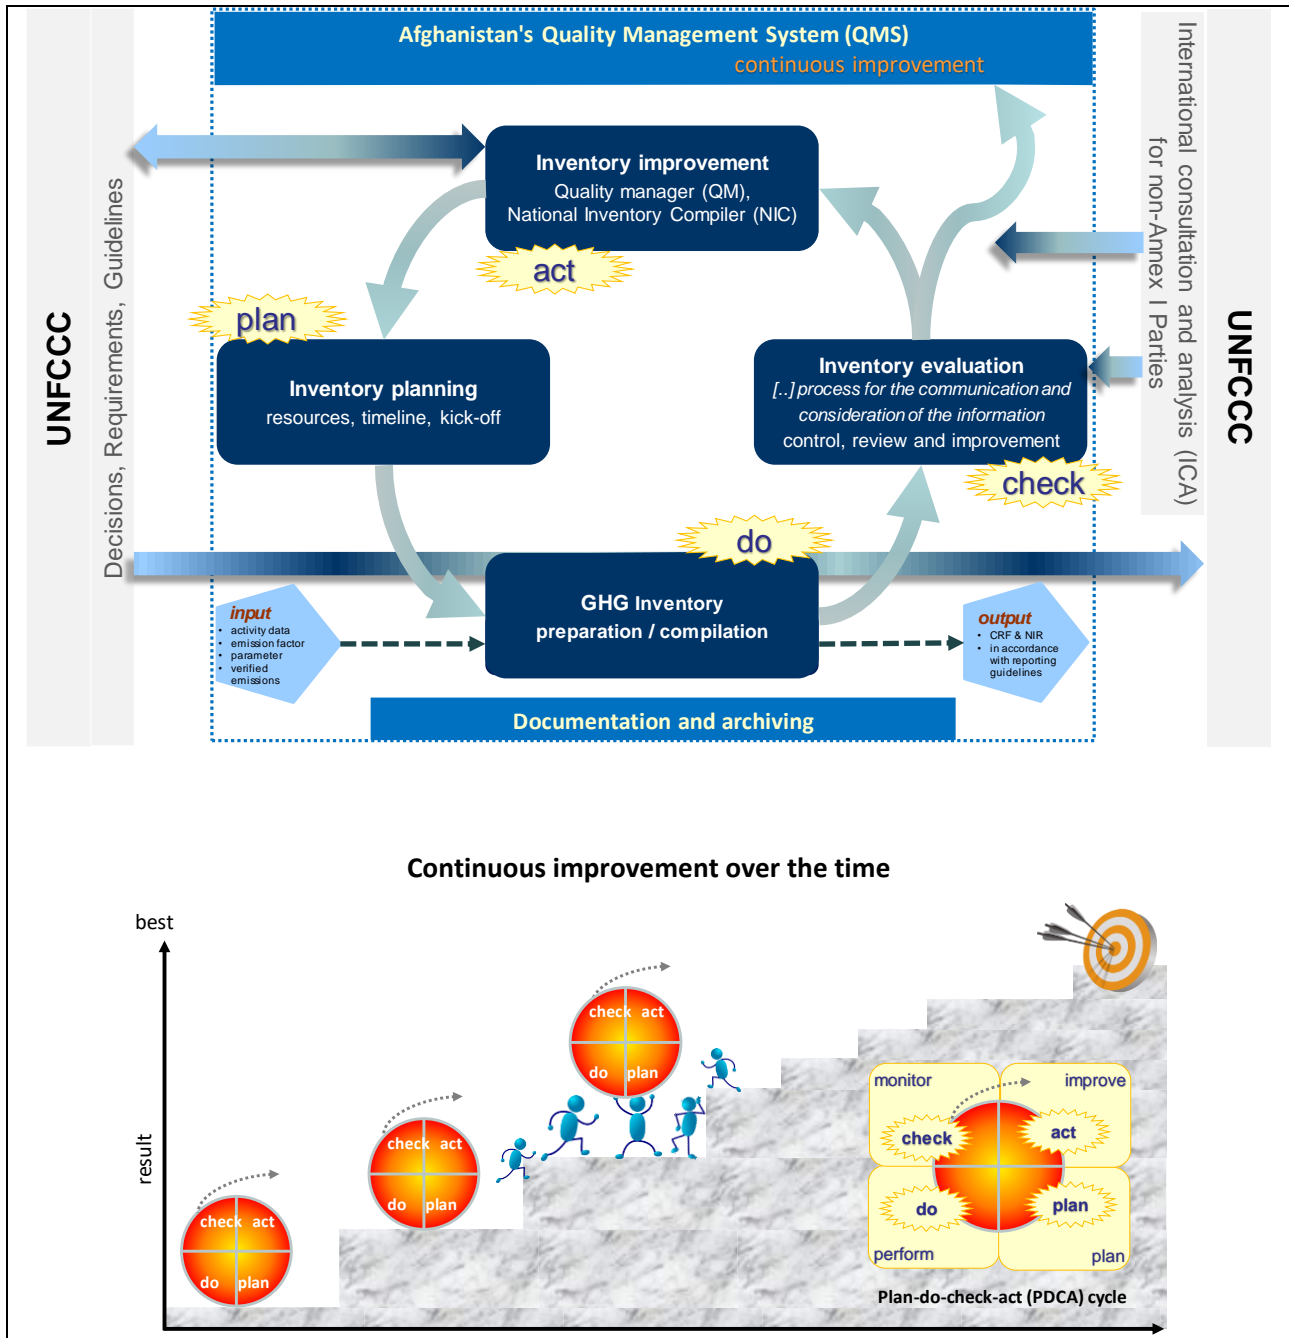 Afghanistan's Quality Management System (QMS)
continuous improvement
UNFCCC
Decisions, Requirements, Guidelines
International consultation and analysis (ICA)
for non-Annex I Parties
UNFCCC
Inventory improvement
Quality manager (QM),
National Inventory Compiler (NIC)
act
plan
Inventory planning
resources, timeline, kick-off
Inventory evaluation
[..] process for the communication and
consideration of the information
control, review and improvement
check
do
GHG Inventory
preparation / compilation
input
• activity data
emission factor
• parameter
• verified
emissions
output
• CRF & NIR
• in accordance
with reporting
guidelines
Documentation and archiving
Continuous improvement over the time
best
result
check act
do plan
check act
do plan
check act
do plan
monitor
improve
check
act
do
plan
perform
plan
Plan-do-check-act (PDCA) cycle